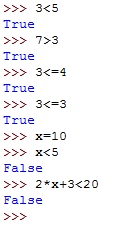 >>> 3<5
True
>>> 7>3
True
>>> 3<=4
True
>>> 3<=3
True
>>> x=10
>>> x<5
False
>>> 2*x+3<20
False
>>>